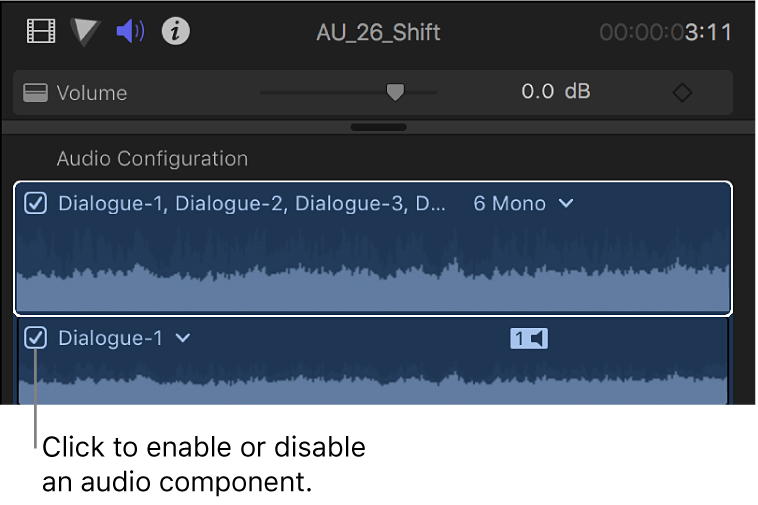 AU_26_Shift 00:00:03:11
Volume 0.0 dB
Audio Configuration
Dialogue-1, Dialogue-2, Dialogue-3, D... 6 Mono
Dialogue-1 1
Click to enable or disable
an audio component.